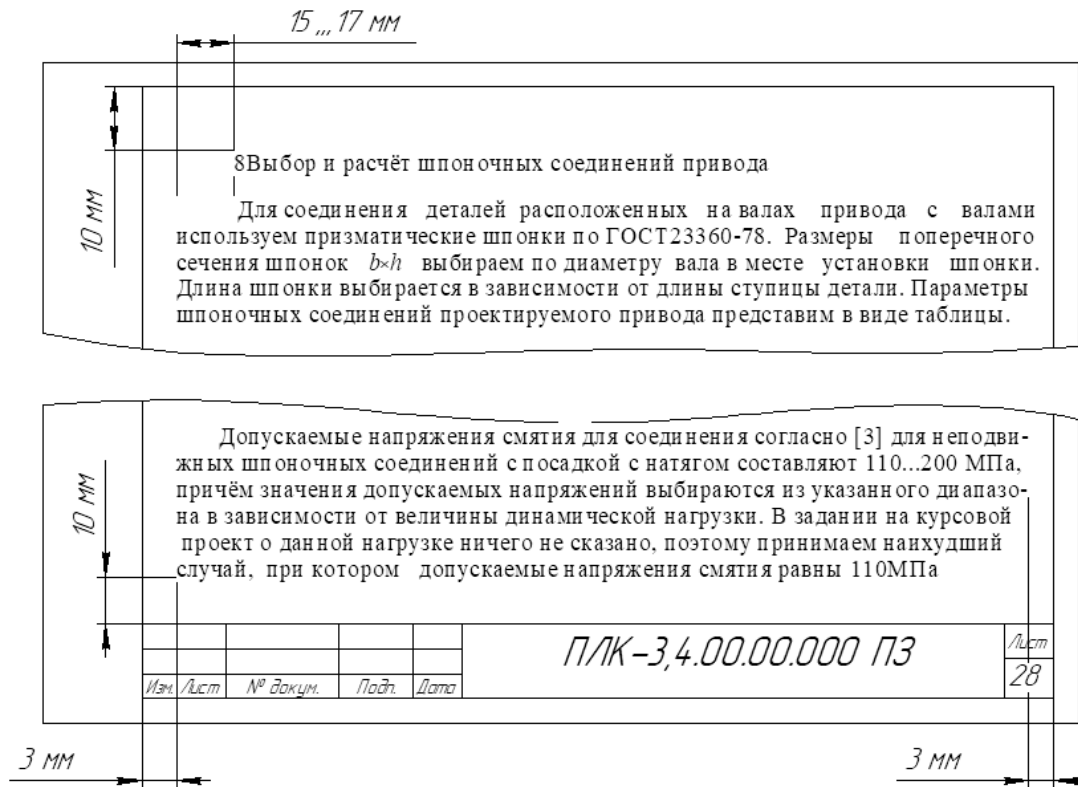 15 ,,, 17 мм
10 мм
8Выбор и расчёт шпоночных соединений привода
Для соединения деталей расположенных на валах привода с валами
используем призматические шпонки по ГОСТ23360-78. Размеры поперечного
сечения шпонок b×h выбираем по диаметру вала в месте установки шпонки.
Длина шпонки выбирается в зависимости от длины ступицы детали. Параметры
шпоночных соединений проектируемого привода представим в виде таблицы.
10 мм
Допускаемые напряжения смятия для соединения согласно [3] для неподви-
жных шпоночных соединений с посадкой с натягом составляют 110...200 МПа,
причём значения допускаемых напряжений выбираются из указанного диапазо-
на в зависимости от величины динамической нагрузки. В задании на курсовой
проект о данной нагрузке ничего не сказано, поэтому принимаем наихудший
случай, при котором допускаемые напряжения смятия равны 110МПа
ПЛК-3,4.00.00.000 ПЗ
Лист
28
Изм. Лист № докум. Подп. Дата
3 мм
3 мм